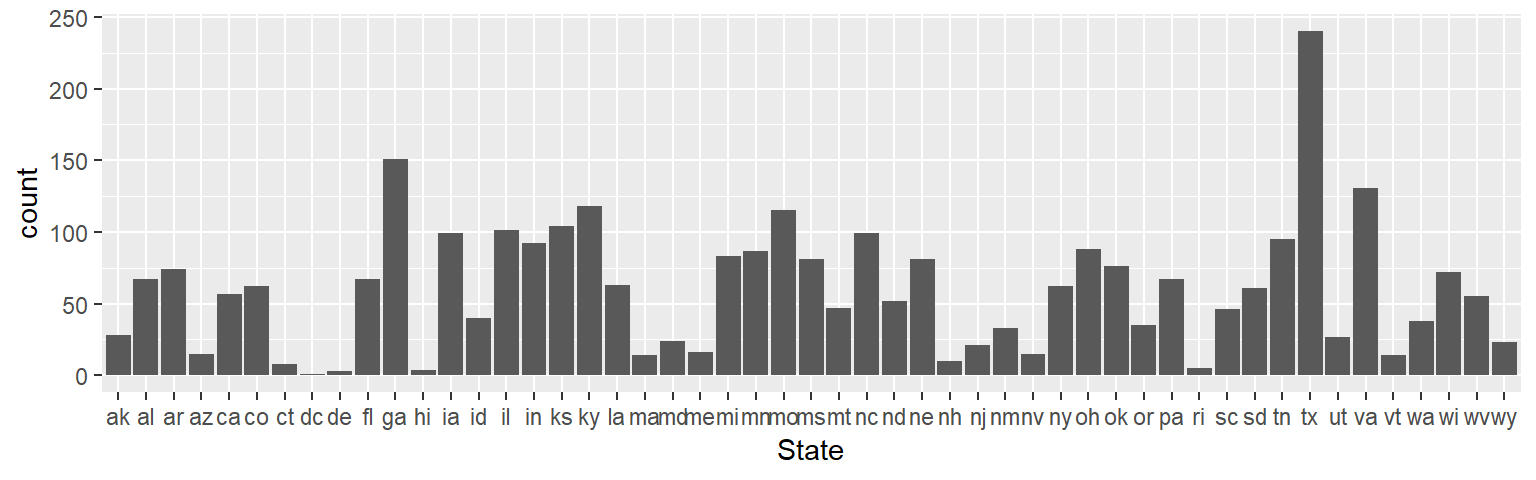 250
200
150
100
50
0
count
ak al ar az ca co ct dc de fl ga hi ia id il in ks ky la ma md me mi mn mo ms mt nc nd ne nh nj nm nv ny oh ok or pa ri sc sd tn tx ut va vt wa wi wv wy
State